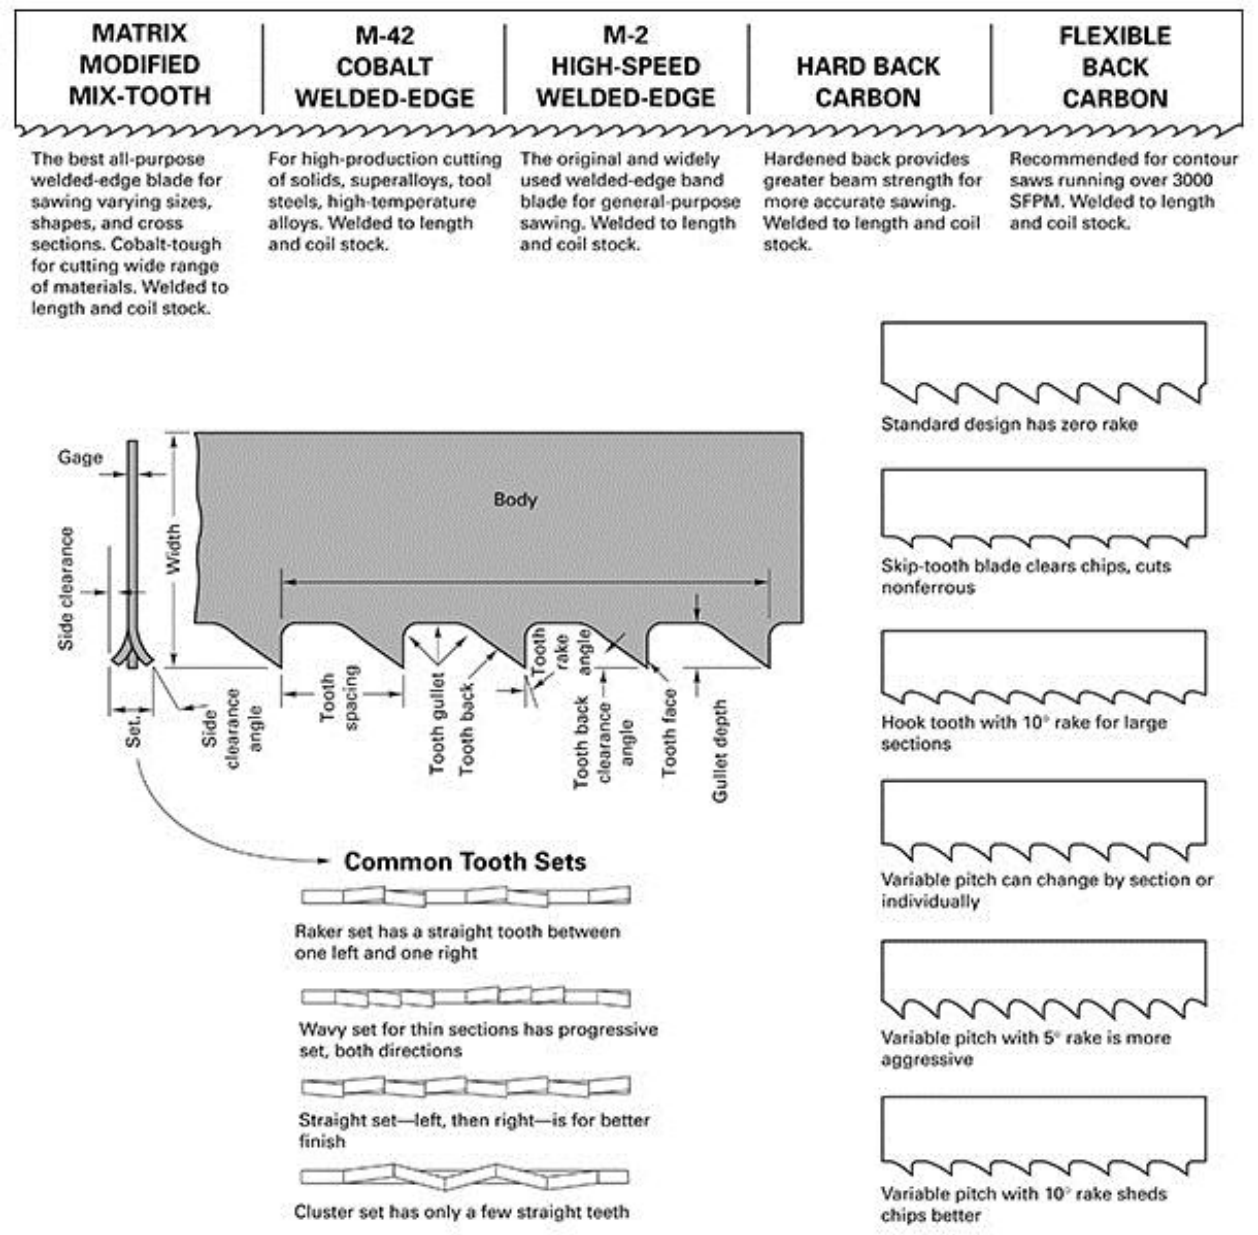 MATRIX
MODIFIED
MIX-TOOTH
M-42
COBALT
WELDED-EDGE
M-2
HIGH-SPEED
WELDED-EDGE
HARD BACK
CARBON
FLEXIBLE
BACK
CARBON
The best all-purpose
welded-edge blade for
sawing varying sizes,
shapes, and cross
sections. Cobalt-tough
for cutting wide range
of materials. Welded to
length and coil stock.
For high-production cutting
of solids, superalloys, tool
steels, high-temperature
alloys. Welded to length
and coil stock.
The original and widely
used welded-edge band
blade for general-purpose
sawing. Welded to length
and coil stock.
Hardened back provides
greater beam strength for
more accurate sawing.
Welded to length and coil
stock.
Recommended for contour
saws running over 3000
SFPM. Welded to length
and coil stock.
Gage
Side clearance
Width
Body
Set.
Side
clearance
angle
Tooth
spacing
Tooth gullet
Tooth back
Tooth
rake
angle
Tooth back
clearance
angle
Tooth face
Gullet depth
Common Tooth Sets
Raker set has a straight tooth between
one left and one right
Wavy set for thin sections has progressive
set, both directions
Straight set—left, then right—is for better
finish
Cluster set has only a few straight teeth
Standard design has zero rake
Skip-tooth blade clears chips, cuts
nonferrous
Hook tooth with 10° rake for large
sections
Variable pitch can change by section or
individually
Variable pitch with 5° rake is more
aggressive
Variable pitch with 10° rake sheds
chips better